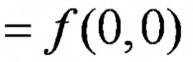 = f(0,0)